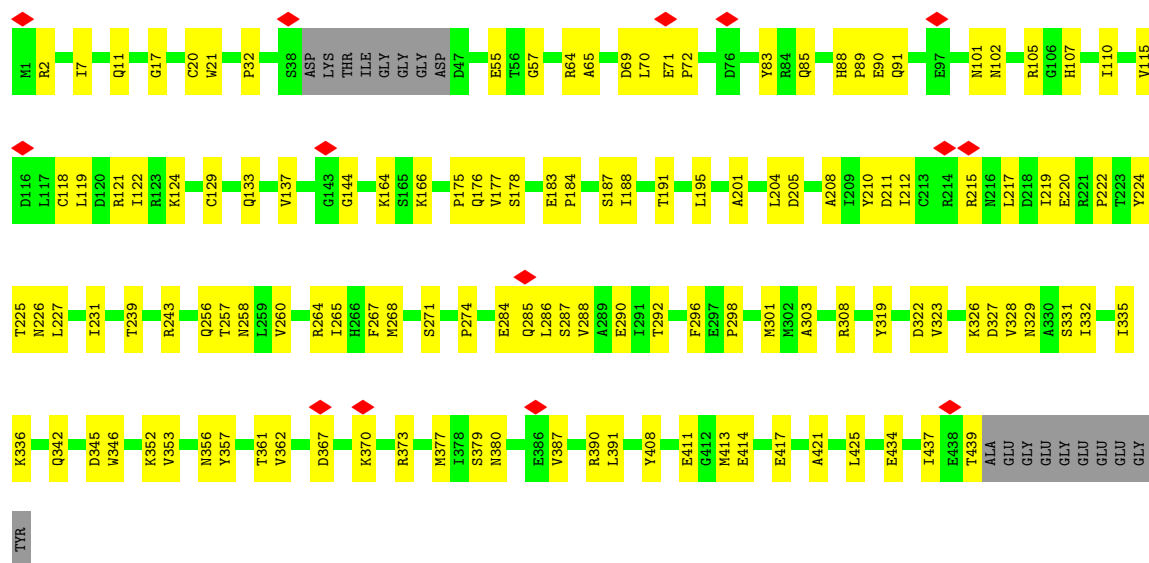 M1 R2 I7 Q11 G17 C20 W21 P32 S38 ASP LYS THR ILE GLY GLY GLY ASP D47 E55 T56 G57 R64 A65 D69 L70 E71 P72 D76 Y83 R84 Q85 H88 P89 E90 Q91 E97 N101 N102 R105 G106 H107 I110 V115
D116 L117 C118 L119 D120 R121 I122 R123 K124 C129 Q133 V137 G143 G144 K164 S165 K166 P175 Q176 V177 S178 E183 P184 S187 I188 T191 L195 A201 L204 D205 A208 I209 Y210 D211 I212 C213 R214 R215 N216 L217 D218 I219 E220 R221 P222 T223 Y224
T225 N226 L227 I231 T239 R243 Q256 T257 N258 L259 V260 R264 I265 H266 F267 M268 S271 P274 E284 Q285 L286 S287 V288 A289 E290 I291 T292 F296 E297 P298 M301 M302 A303 R308 Y319 D322 V323 K326 D327 V328 N329 A330 S331 I332 I335
K336 Q342 D345 W346 K352 V353 N356 Y357 T361 V362 D367 K370 R373 M377 I378 S379 N380 E386 V387 R390 L391 Y408 E411 G412 M413 E414 E417 A421 L425 E434 I437 E438 T439 ALA GLU GLY GLU GLY GLU GLU GLU GLY
TYR